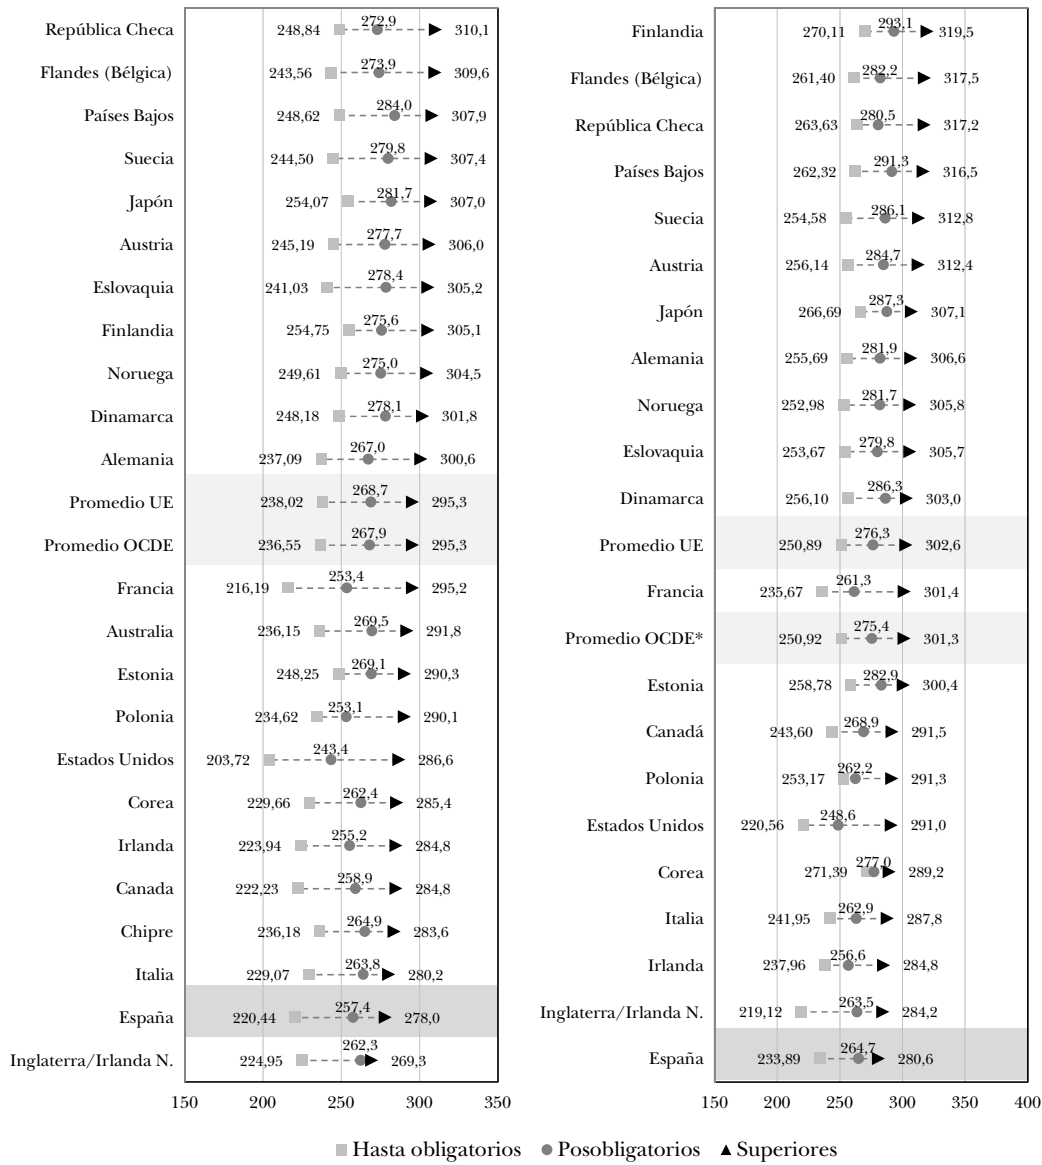 República Checa 248,84 272,9 310,1
Flandes (Bélgica) 243,56 273,9 309,6
Países Bajos 248,62 284,0 307,9
Suecia 244,50 279,8 307,4
Japón 254,07 281,7 307,0
Austria 245,19 277,7 306,0
Eslovaquia 241,03 278,4 305,2
Finlandia 254,75 275,6 305,1
Noruega 249,61 275,0 304,5
Dinamarca 248,18 278,1 301,8
Alemania 237,09 267,0 300,6
Promedio UE 238,02 268,7 295,3
Promedio OCDE 236,55 267,9 295,3
Francia 216,19 253,4 295,2
Australia 236,15 269,5 291,8
Estonia 248,25 269,1 290,3
Polonia 234,62 253,1 290,1
Estados Unidos 203,72 243,4 286,6
Corea 229,66 262,4 285,4
Irlanda 223,94 255,2 284,8
Canada 222,23 258,9 284,8
Chipre 236,18 264,9 283,6
Italia 229,07 263,8 280,2
España 220,44 257,4 278,0
Inglaterra/Irlanda N. 224,95 262,3 269,3
150 200 250 300 350
Finlandia 270,11 293,1 319,5
Flandes (Bélgica) 261,40 282,2 317,5
República Checa 263,63 280,5 317,2
Países Bajos 262,32 291,3 316,5
Suecia 254,58 286,1 312,8
Austria 256,14 284,7 312,4
Japón 266,69 287,3 307,1
Alemania 255,69 281,9 306,6
Noruega 252,98 281,7 305,8
Eslovaquia 253,67 279,8 305,7
Dinamarca 256,10 286,3 303,0
Promedio UE 250,89 276,3 302,6
Francia 235,67 261,3 301,4
Promedio OCDE* 250,92 275,4 301,3
Estonia 258,78 282,9 300,4
Canadá 243,60 268,9 291,5
Polonia 253,17 262,2 291,3
Estados Unidos 220,56 248,6 291,0
Corea 271,39 277,0 289,2
Italia 241,95 262,9 287,8
Irlanda 237,96 256,6 284,8
Inglaterra/Irlanda N. 219,12 263,5 284,2
España 233,89 264,7 280,6
150 200 250 300 350 400
Hasta obligatorios Posobligatorios Superiores